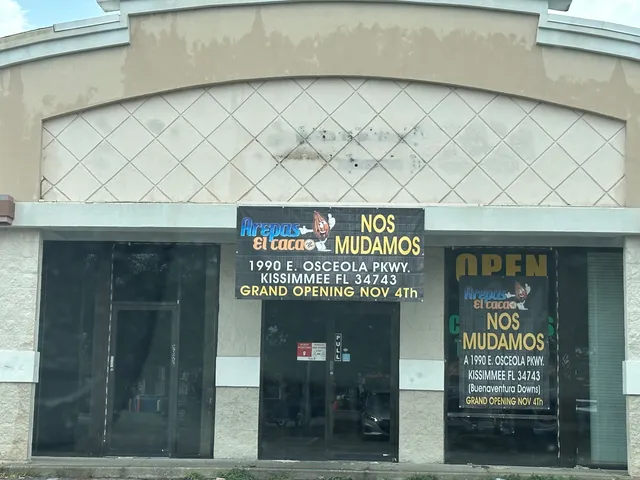 Arepas
El cacao
NOS
MUDAMOS
1990 E. OSCEOLA PKWY.
KISSIMMEE FL 34743
GRAND OPENING NOV 4Th
PULL
OPEN
Arepas
El cacao
NOS
MUDAMOS
A 1990 E. OSCEOLA PKWY.
KISSIMMEE FL 34743
(Buenaventura Downs)
GRAND OPENING NOV 4Th